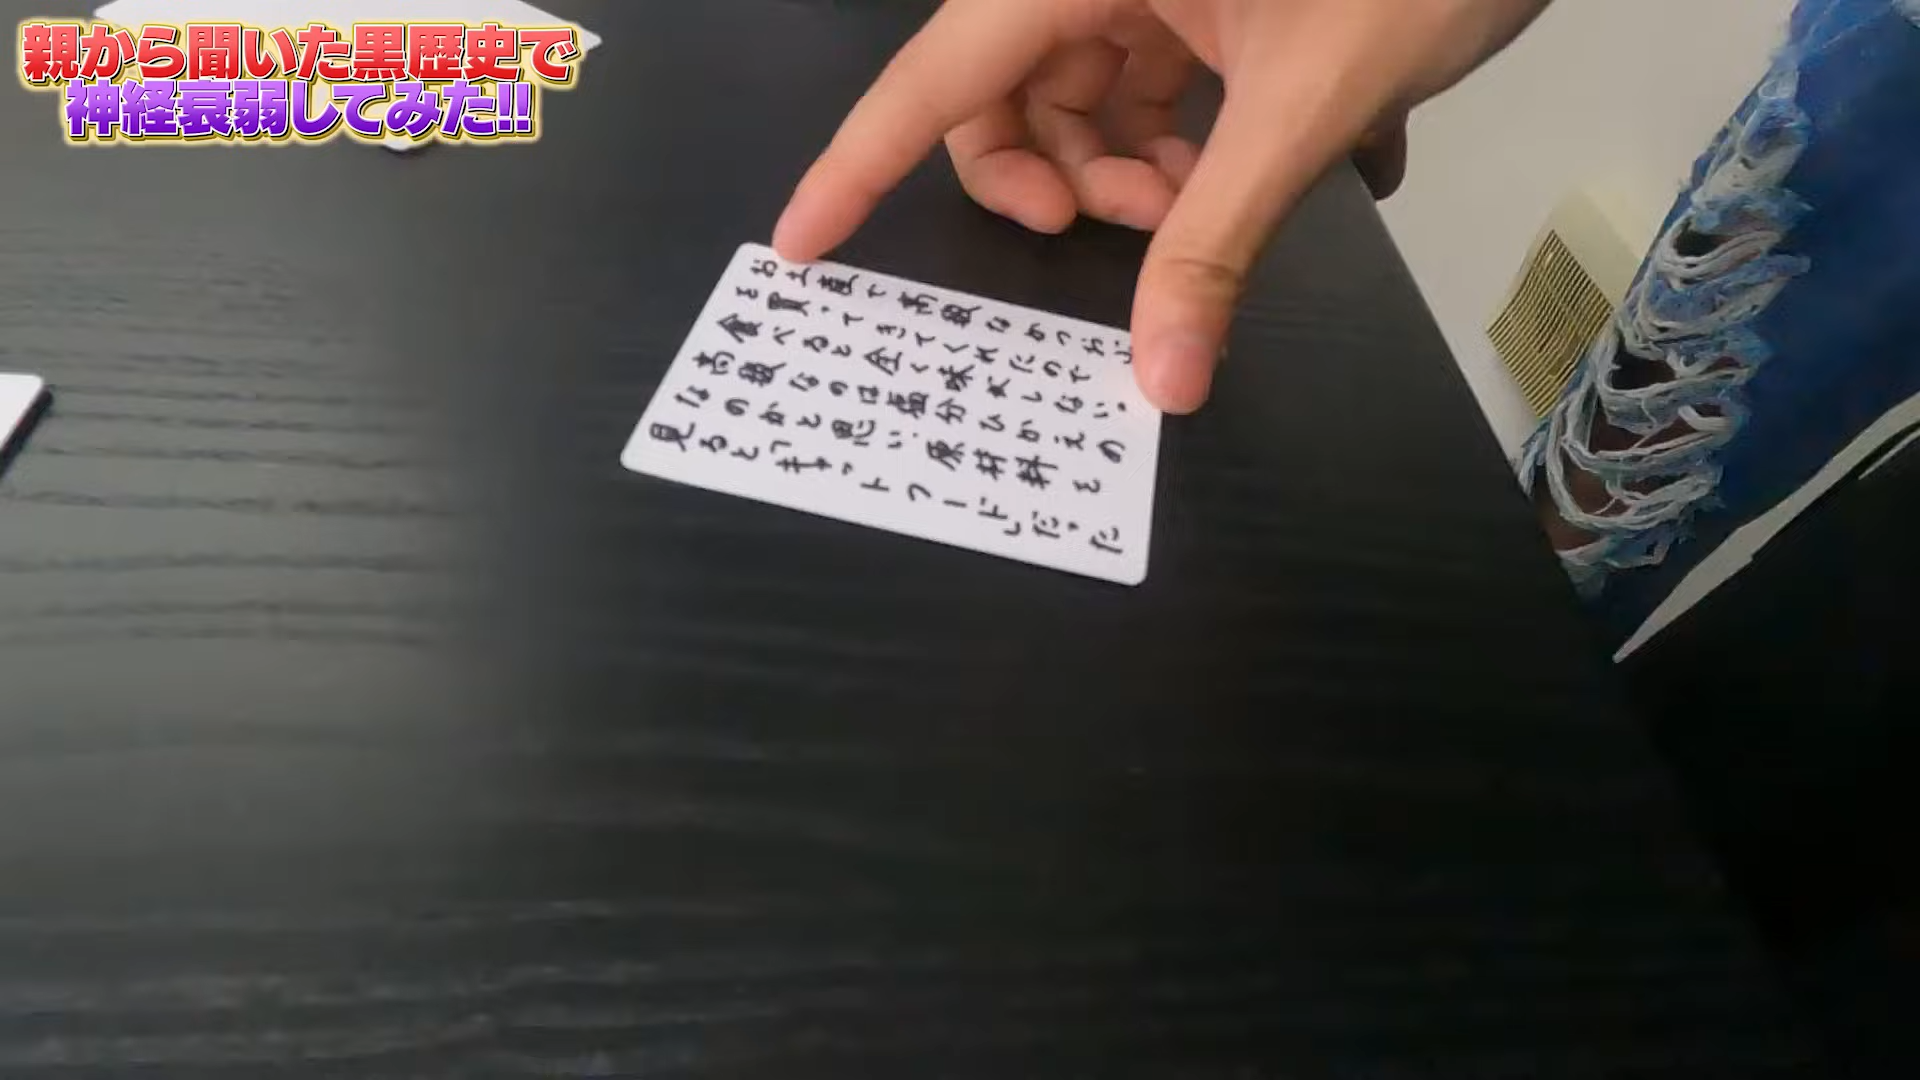 親から聞いた黒歴史で
神経衰弱してみた!!
お土産で高級なかつおぶ
を買ってきてくれたので
食べると全く味がしない。
高級なのは塩分ひかえめ
なのかと思い、原材料を
見ると「キャットフード」だった